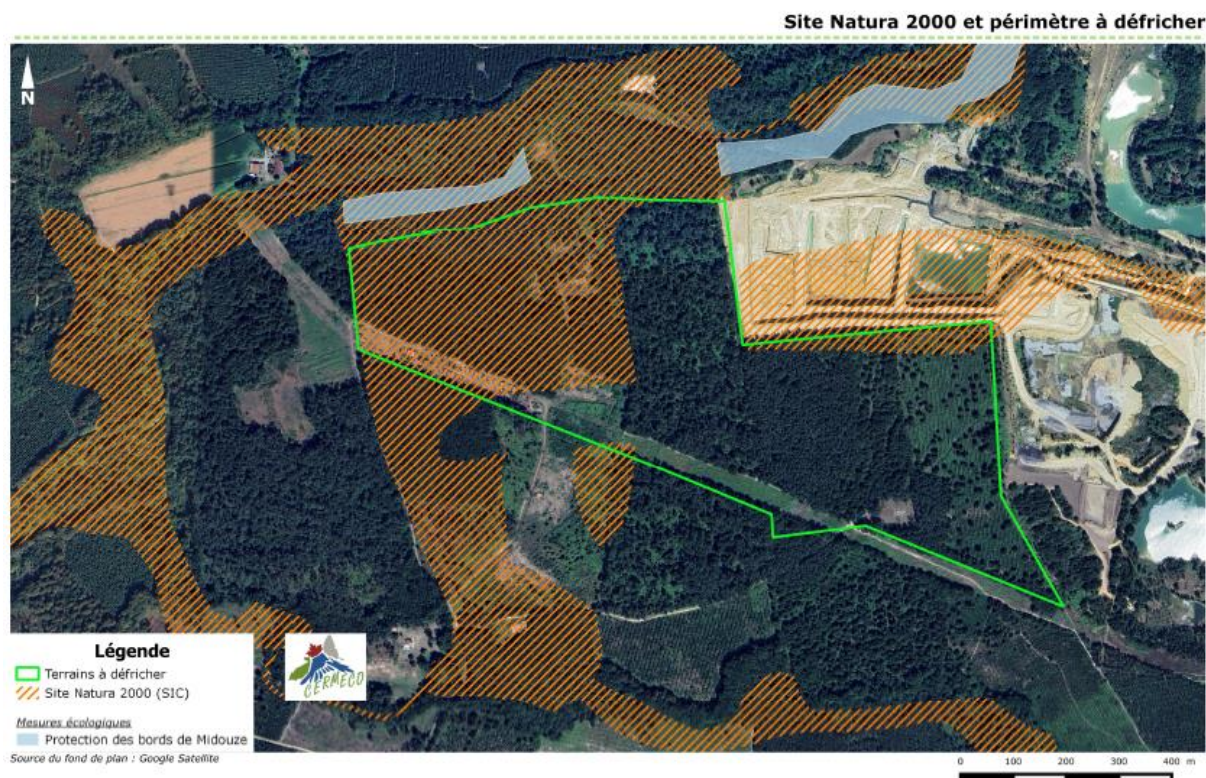 Site Natura 2000 et périmètre à défricher
N
Légende
Terrains à défricher
Site Natura 2000 (SIC)
Mesures écologiques
Protection des bords de Midouze
CERMECO
Source du fond de plan : Google Satellite
0 100 200 300 400 m